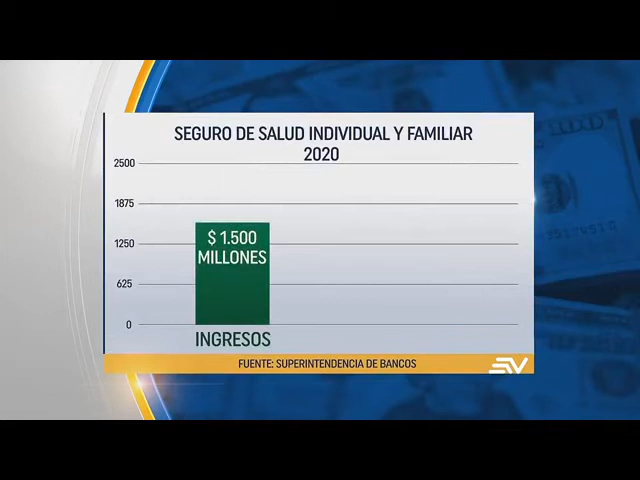 SEGURO DE SALUD INDIVIDUAL Y FAMILIAR
2020
2500
1875
1250
625
0
$ 1.500
MILLONES
INGRESOS
FUENTE: SUPERINTENDENCIA DE BANCOS